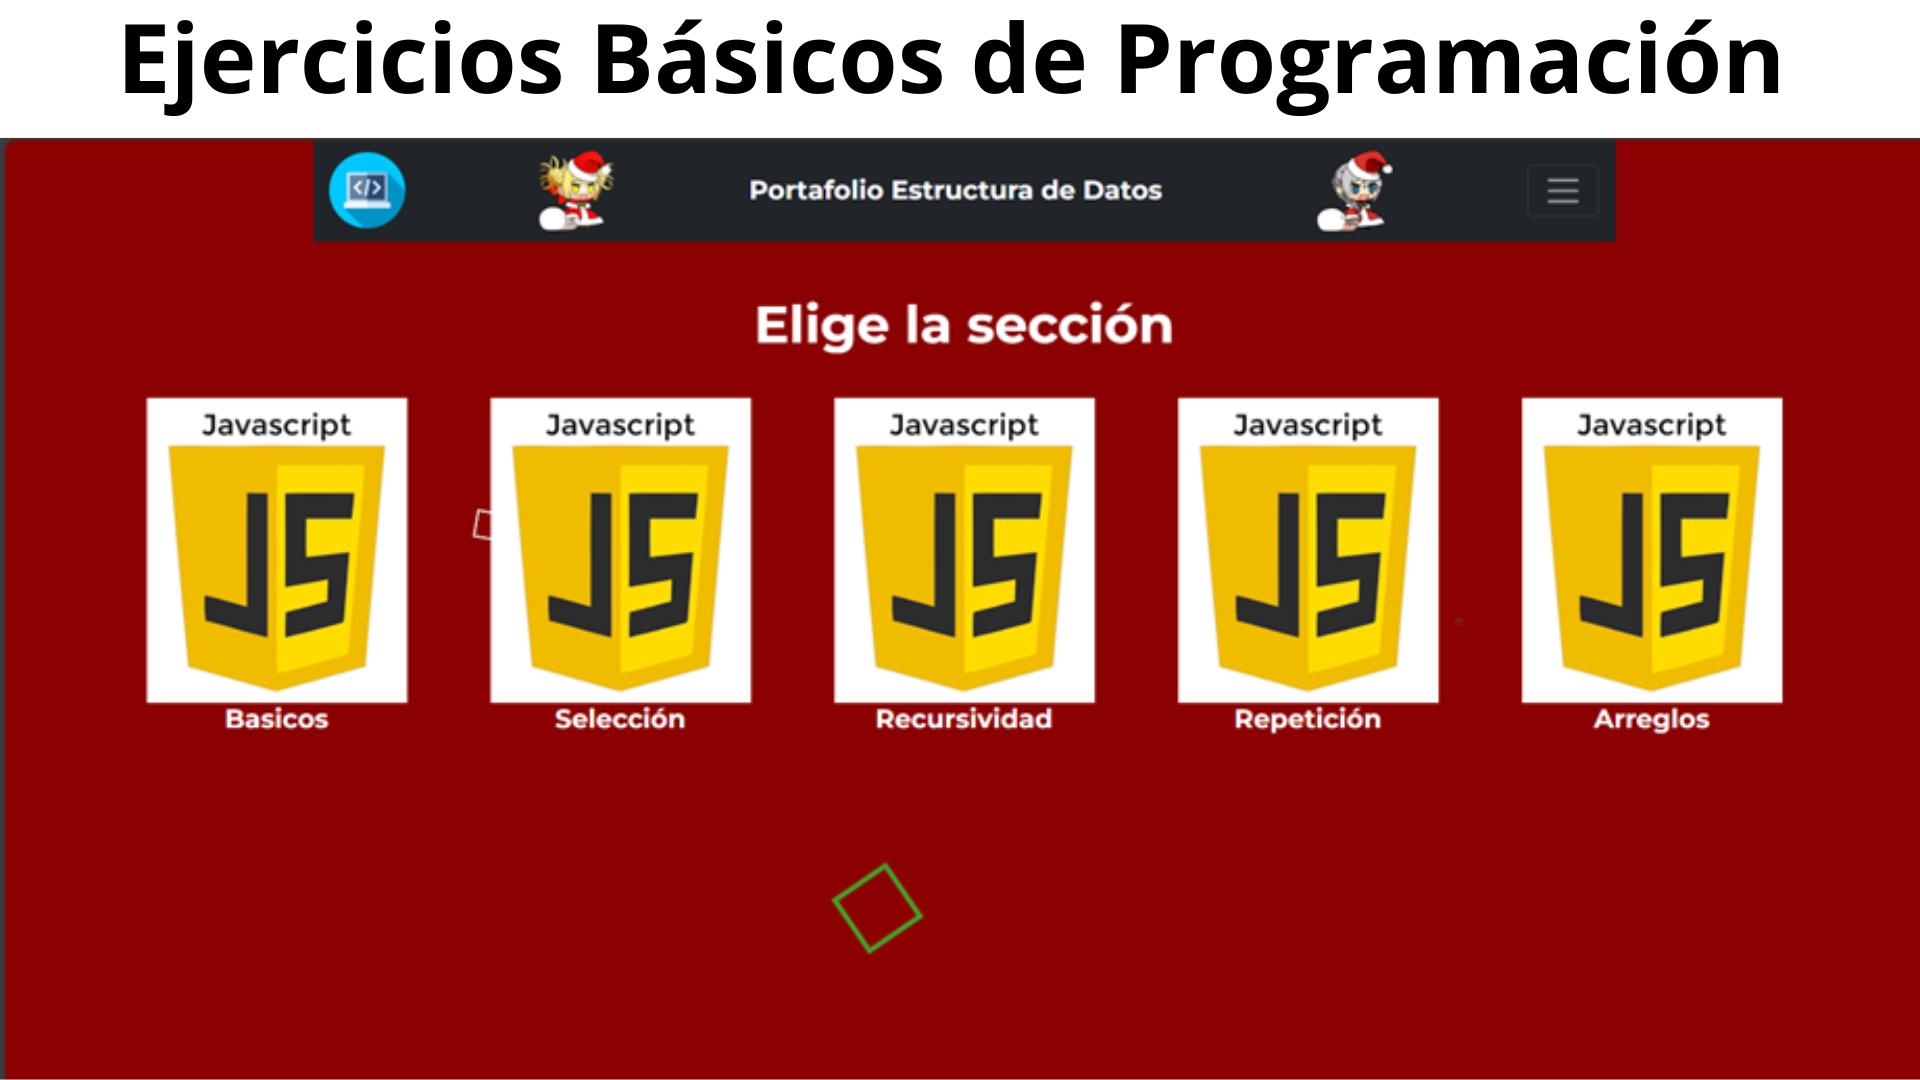 Ejercicios Básicos de Programación
</> Portafolio Estructura de Datos
Elige la sección
Javascript Javascript Javascript Javascript Javascript
JS JS JS JS JS
Basicos Selección Recursividad Repetición Arreglos